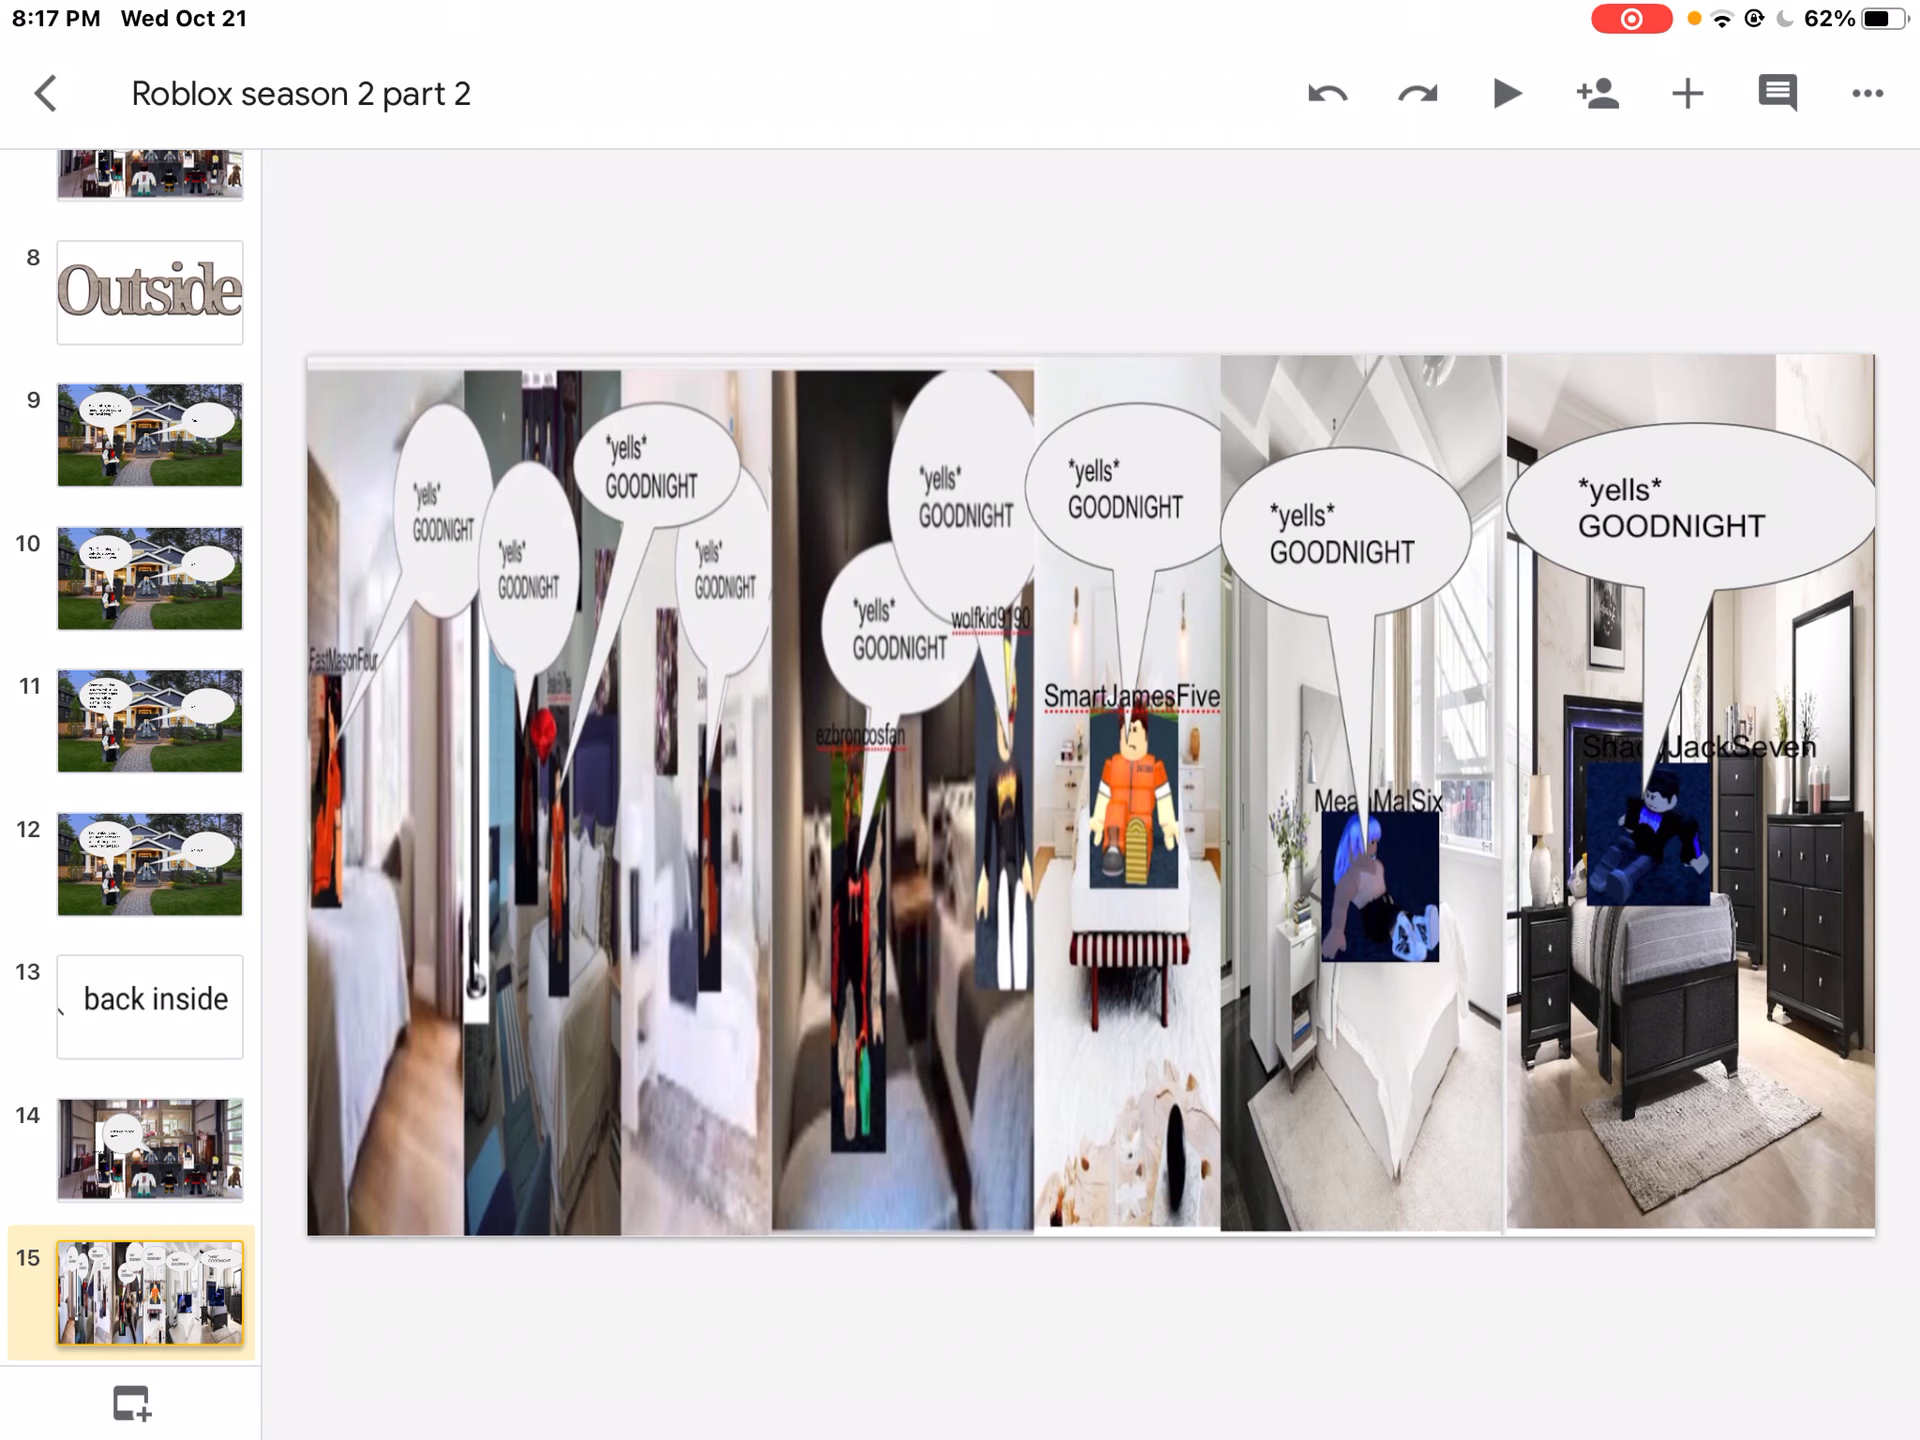 8:17 PM Wed Oct 21
62%
Roblox season 2 part 2
8
Outside
9
10
11
12
13
back inside
14
15
*yells*
GOODNIGHT
*yells*
GOODNIGHT
*yells*
GOODNIGHT
*yells*
GOODNIGHT
*yells*
GOODNIGHT
*yells*
GOODNIGHT
*yells*
GOODNIGHT
*yells*
GOODNIGHT
*yells*
GOODNIGHT
FastMasonFour
ezbroncosfan
wolfkid9190
SmartJamesFive